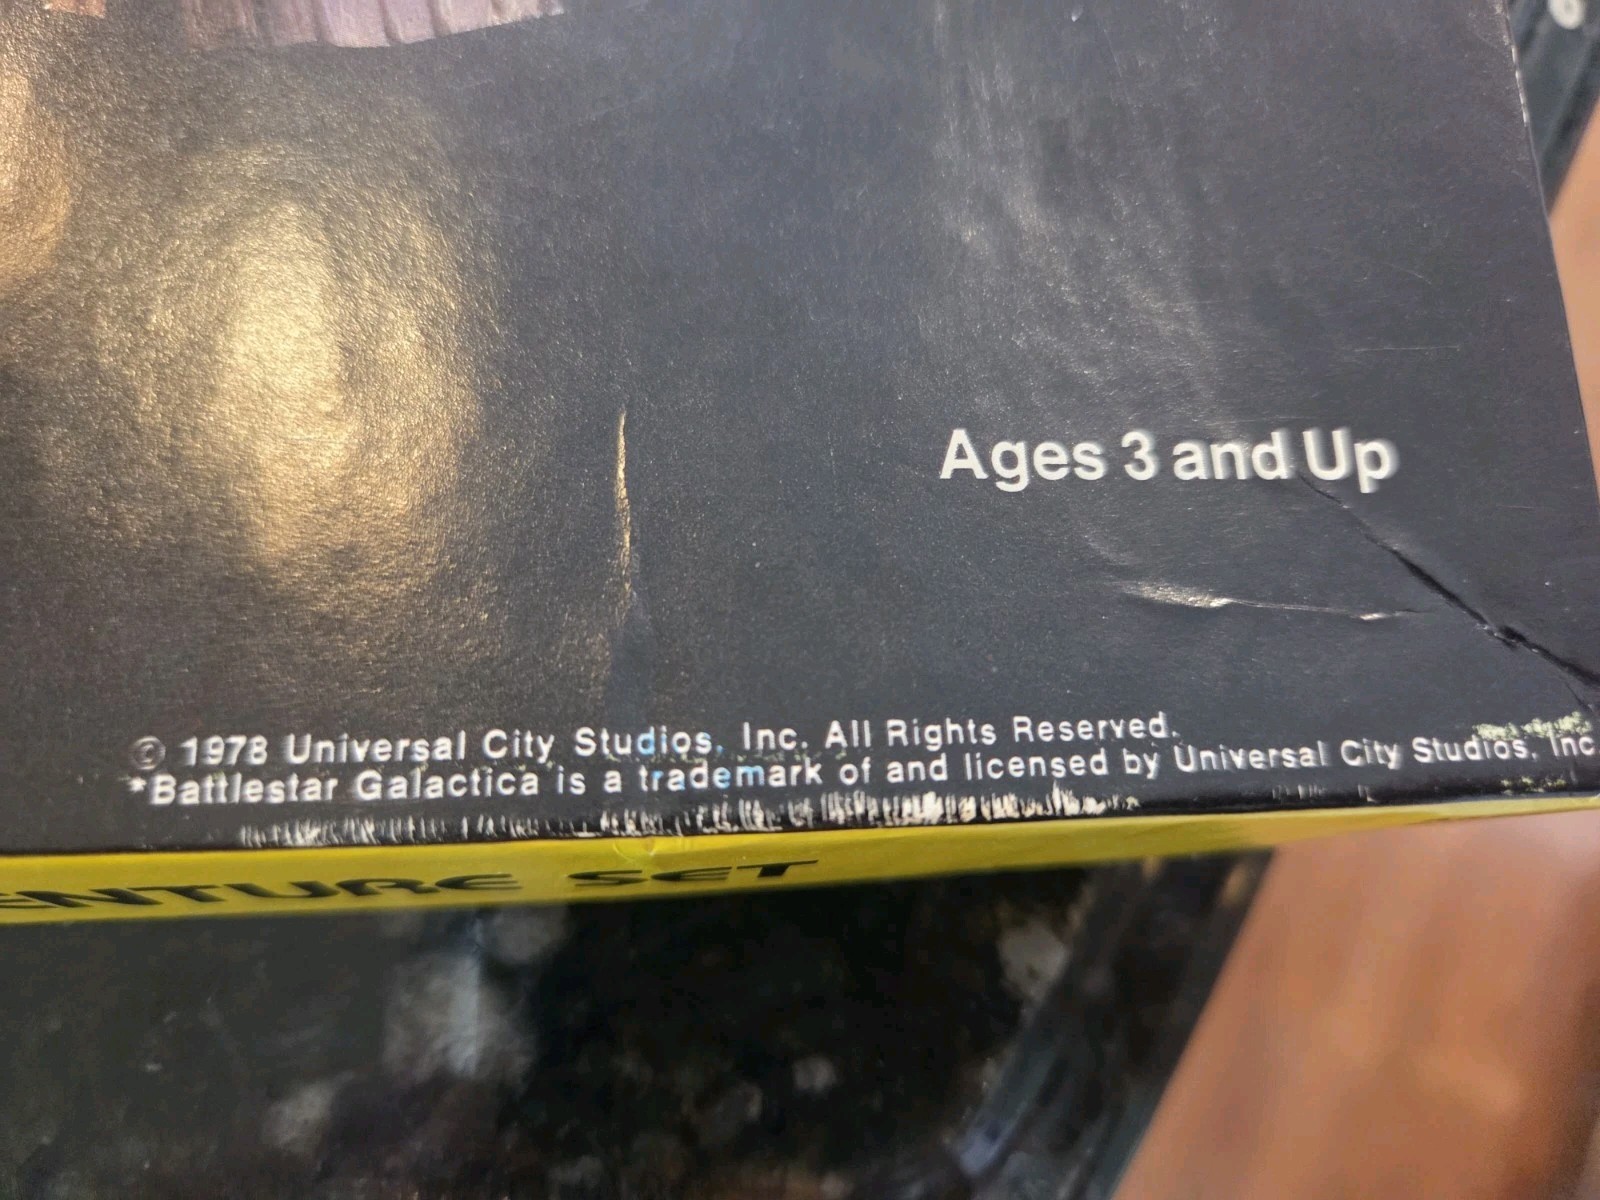 Ages 3 and Up
© 1978 Universal City Studios, Inc. All Rights Reserved.
*Battlestar Galactica is a trademark of and licensed by Universal City Studios, Inc
ENTURE SET